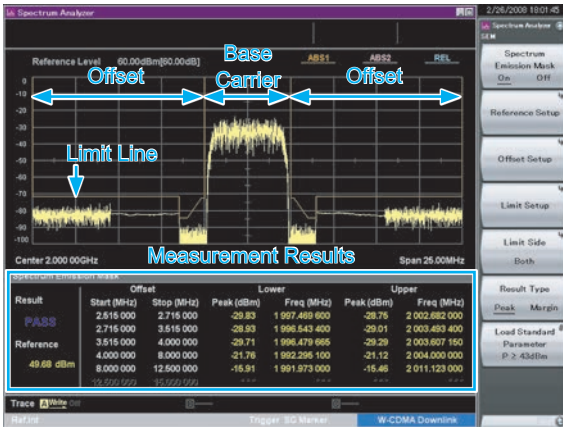 Spectrum Analyzer
2/26/2008 18:01:45
Spectrum Analyzer
SEM
Reference Level 60.00dBm[60.00dB]
ABS1 ABS2 REL
Base
Carrier
Offset
Offset
Limit Line
0
-10
-20
-30
-40
-50
-60
-70
-80
-90
-100
Center 2.000 00GHz
Span 25.00MHz
Measurement Results
Spectrum Emission Mask
Offset Lower Upper
Result Start (MHz) Stop (MHz) Peak (dBm) Freq (MHz) Peak (dBm) Freq (MHz)
PASS
Reference
49.68 dBm
2.515 000 2.715 000 -29.83 1 997.469 600 -28.75 2 002.682 000
2.715 000 3.515 000 -28.93 1 996.543 400 -29.01 2 003.493 400
3.515 000 4.000 000 -29.71 1 996.479 665 -29.29 2 003.607 150
4.000 000 8.000 000 -21.76 1 992.295 100 -21.12 2 004.000 000
8.000 000 12.500 000 -15.91 1 991.973 000 -15.46 2 011.123 000
12.500 000 15.000 000 *** *** *** ***
Trace A Write Off
Ref.Int
Trigger SG Marker
W-CDMA Downlink
Spectrum
Emission Mask
On Off
Reference Setup
Offset Setup
Limit Setup
Limit Side
Both
Result Type
Peak Margin
Load Standard
Parameter
P ≥ 43dBm